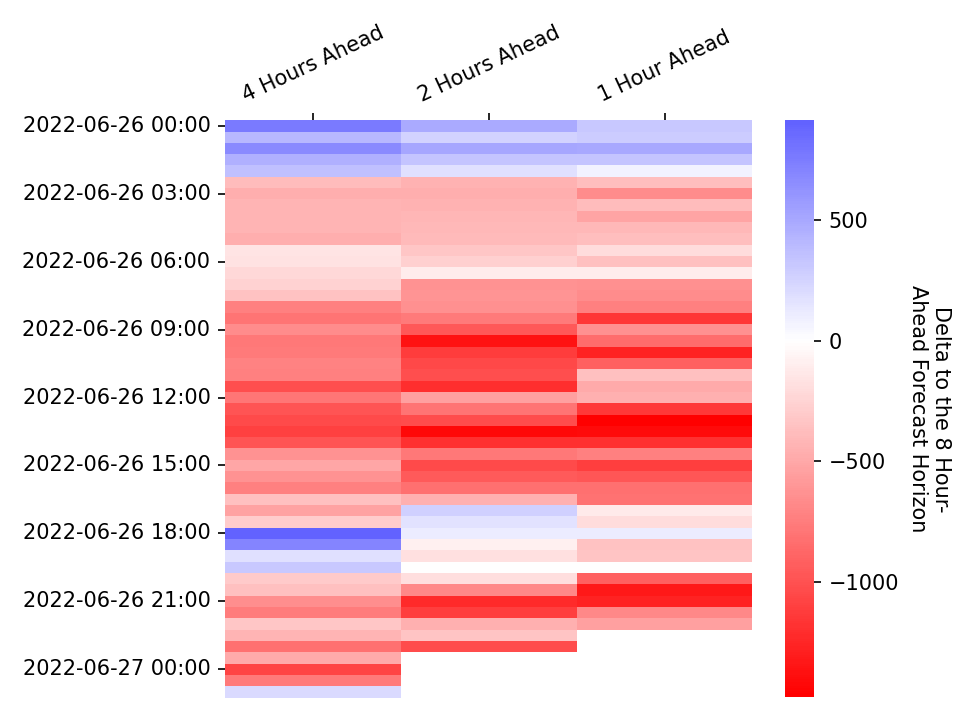 4 Hours Ahead
2 Hours Ahead
1 Hour Ahead
2022-06-26 00:00
2022-06-26 03:00
2022-06-26 06:00
2022-06-26 09:00
2022-06-26 12:00
2022-06-26 15:00
2022-06-26 18:00
2022-06-26 21:00
2022-06-27 00:00
500
0
−500
−1000
Delta to the 8 Hour-
Ahead Forecast Horizon